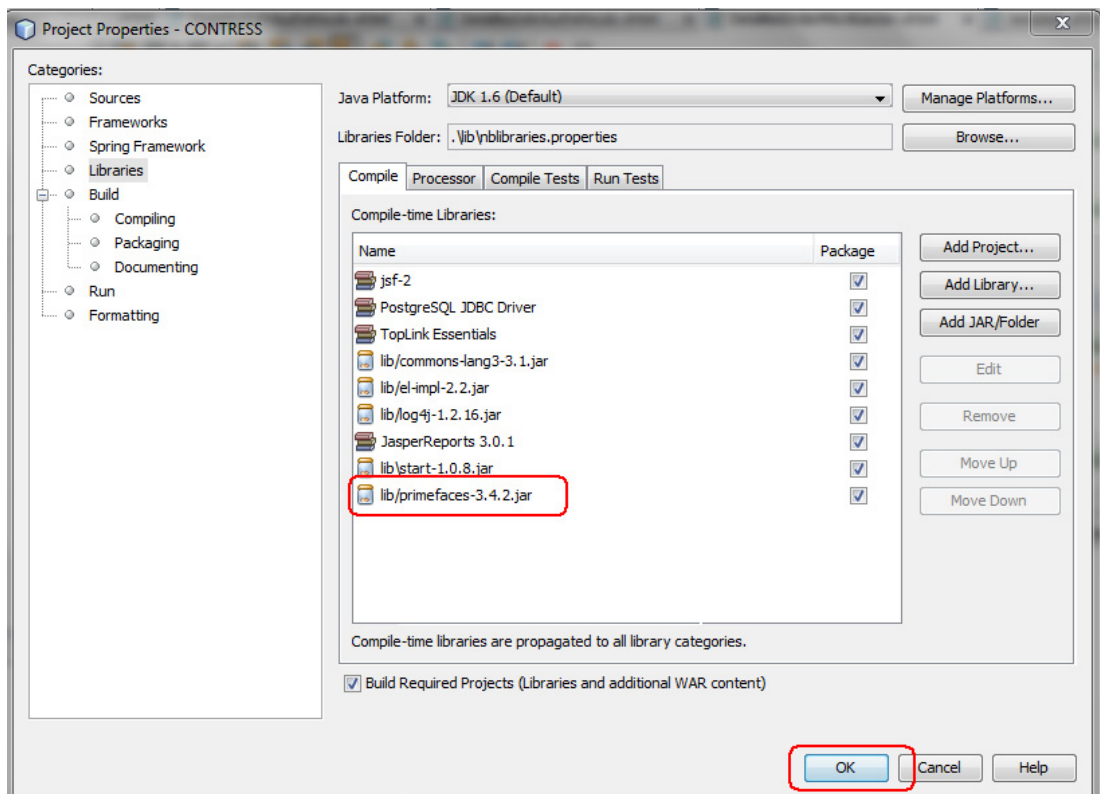 Project Properties - CONTRESS
X
Categories:
Sources
Frameworks
Spring Framework
Libraries
Build
Compiling
Packaging
Documenting
Run
Formatting
Java Platform: JDK 1.6 (Default) Manage Platforms...
Libraries Folder: .\lib\nblibraries.properties Browse...
Compile Processor Compile Tests Run Tests
Compile-time Libraries:
Name Package
jsf-2
PostgreSQL JDBC Driver
TopLink Essentials
lib/commons-lang3-3.1.jar
lib/el-impl-2.2.jar
lib/log4j-1.2.16.jar
JasperReports 3.0.1
lib\start-1.0.8.jar
lib/primefaces-3.4.2.jar
Add Project...
Add Library...
Add JAR/Folder
Edit
Remove
Move Up
Move Down
Compile-time libraries are propagated to all library categories.
Build Required Projects (Libraries and additional WAR content)
OK Cancel Help